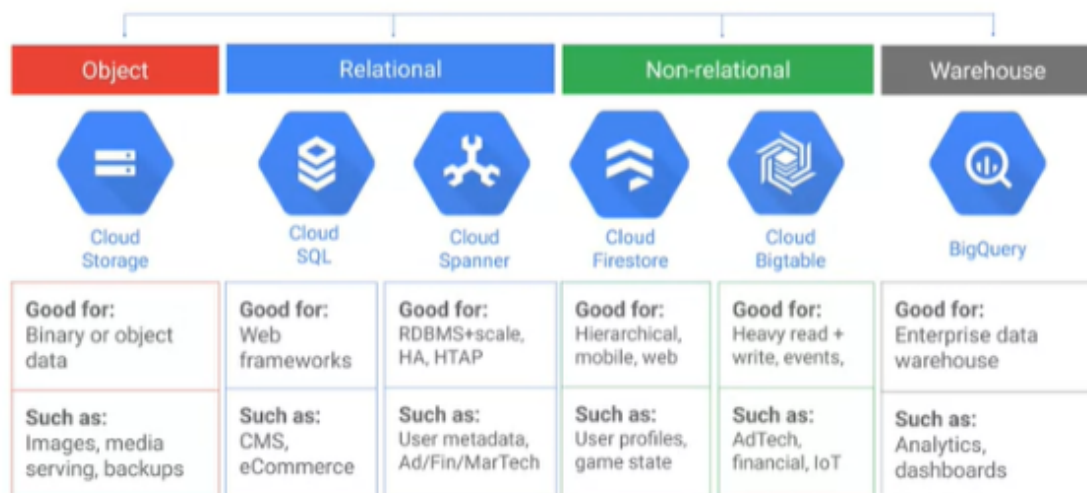 Object
Relational
Non-relational
Warehouse
Cloud
Storage
Cloud
SQL
Cloud
Spanner
Cloud
Firestore
Cloud
Bigtable
BigQuery
Good for:
Binary or object
data
Good for:
Web
frameworks
Good for:
RDBMS+scale,
HA, HTAP
Good for:
Hierarchical,
mobile, web
Good for:
Heavy read +
write, events,
Good for:
Enterprise data
warehouse
Such as:
Images, media
serving, backups
Such as:
CMS,
eCommerce
Such as:
User metadata,
Ad/Fin/MarTech
Such as:
User profiles,
game state
Such as:
AdTech,
financial, IoT
Such as:
Analytics,
dashboards